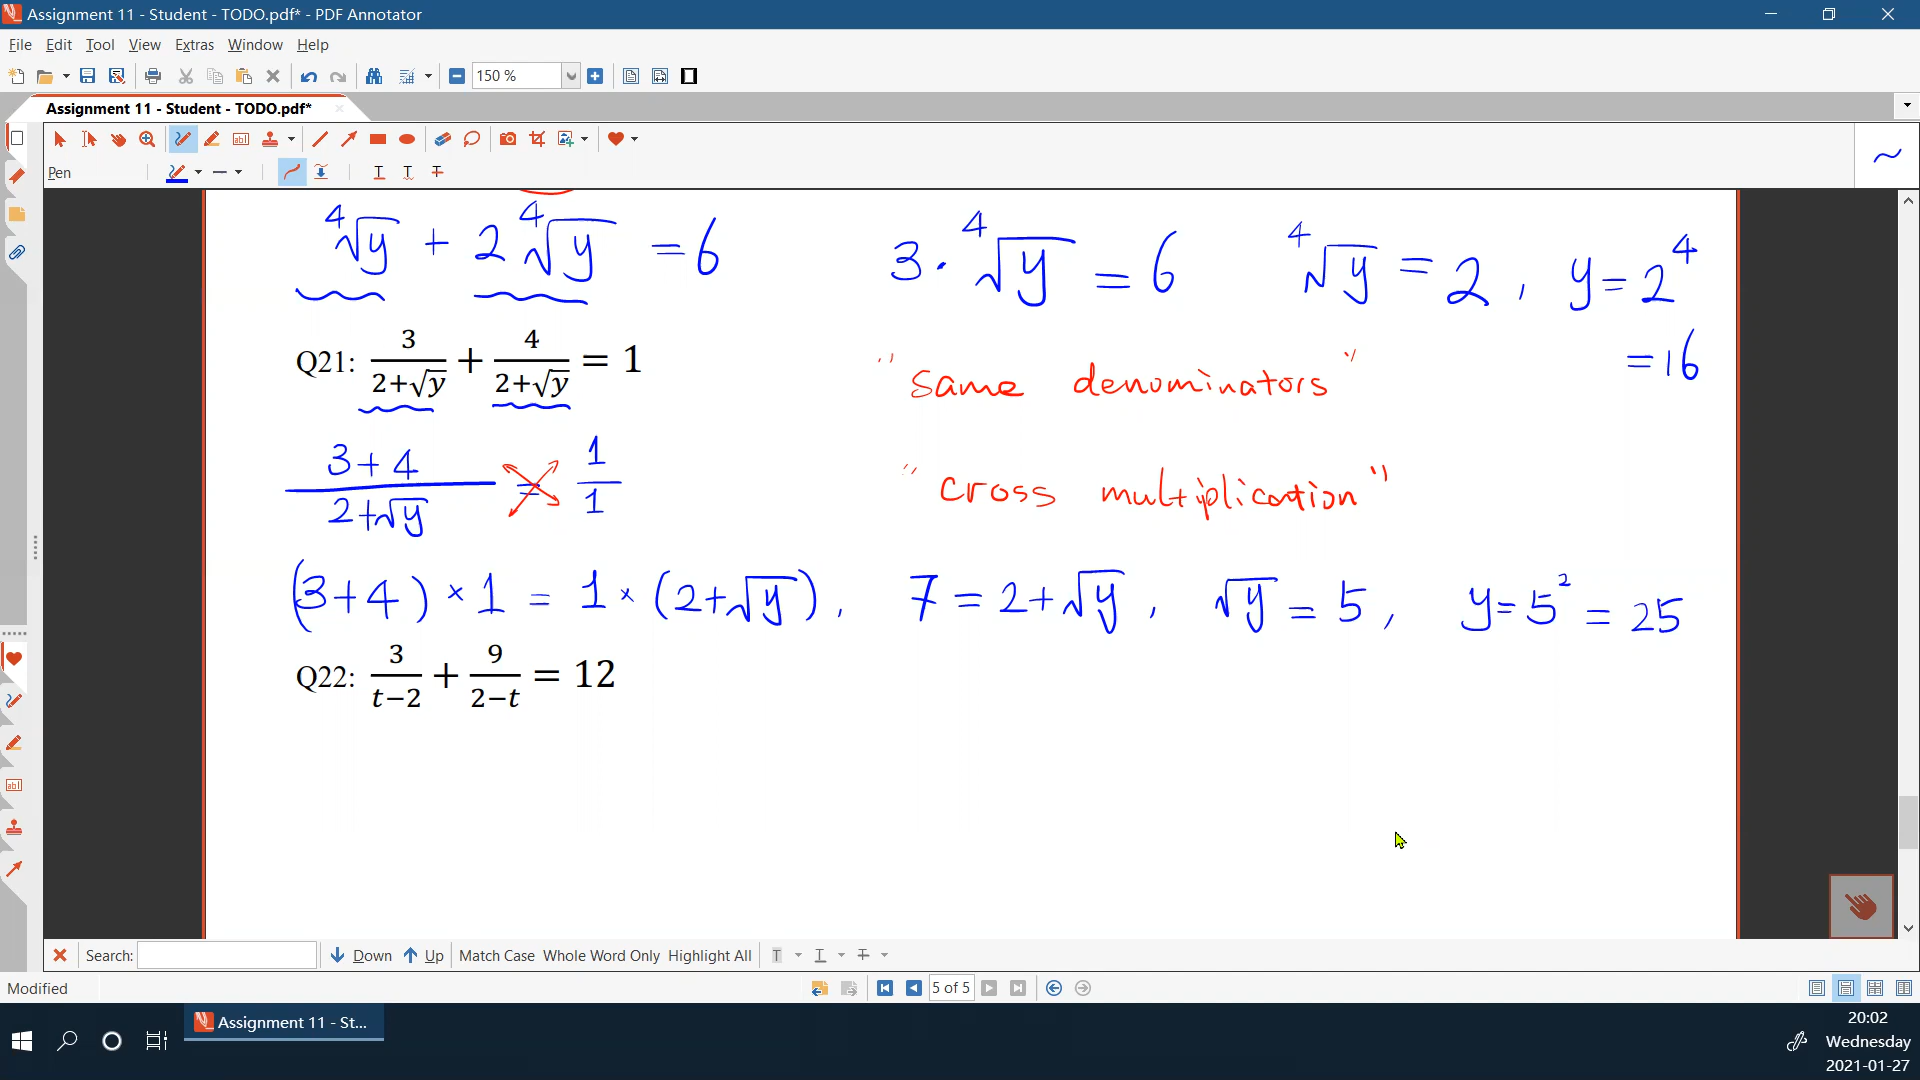 Assignment 11 - Student - TODO.pdf* - PDF Annotator
File Edit Tool View Extras Window Help
150 %
Assignment 11 - Student - TODO.pdf*
Pen
⁴√y + 2 ⁴√y = 6
3 · ⁴√y = 6
⁴√y = 2, y = 2⁴
= 16
Q21: 3/(2+√y) + 4/(2+√y) = 1
"same denominators"
(3+4)/(2+√y) = 1/1
"cross multiplication"
(3+4) × 1 = 1 × (2+√y), 7 = 2+√y, √y = 5, y = 5² = 25
Q22: 3/(t−2) + 9/(2−t) = 12
Search: Down Up Match Case Whole Word Only Highlight All
Modified
5 of 5
Assignment 11 - St...
20:02
Wednesday
2021-01-27